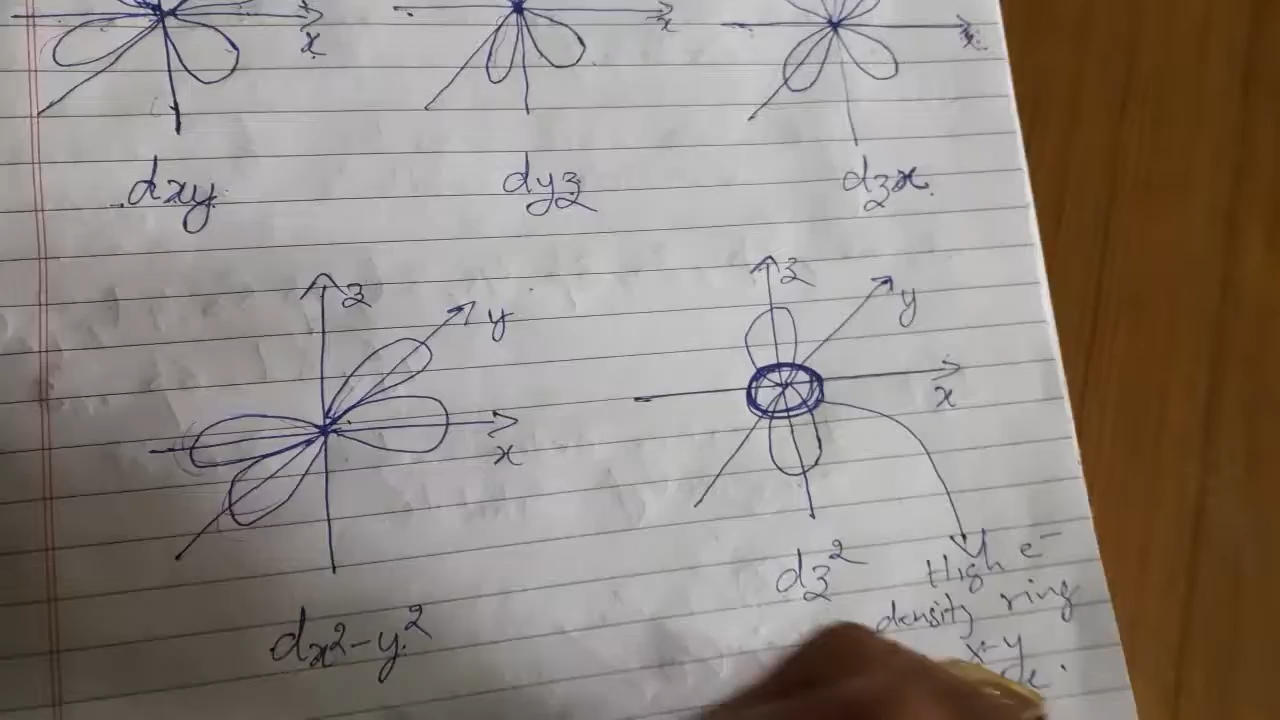 x x x
dxy dyz dzx
z z
y y
x x
dx²-y² dz²
High e⁻
density ring
x-y